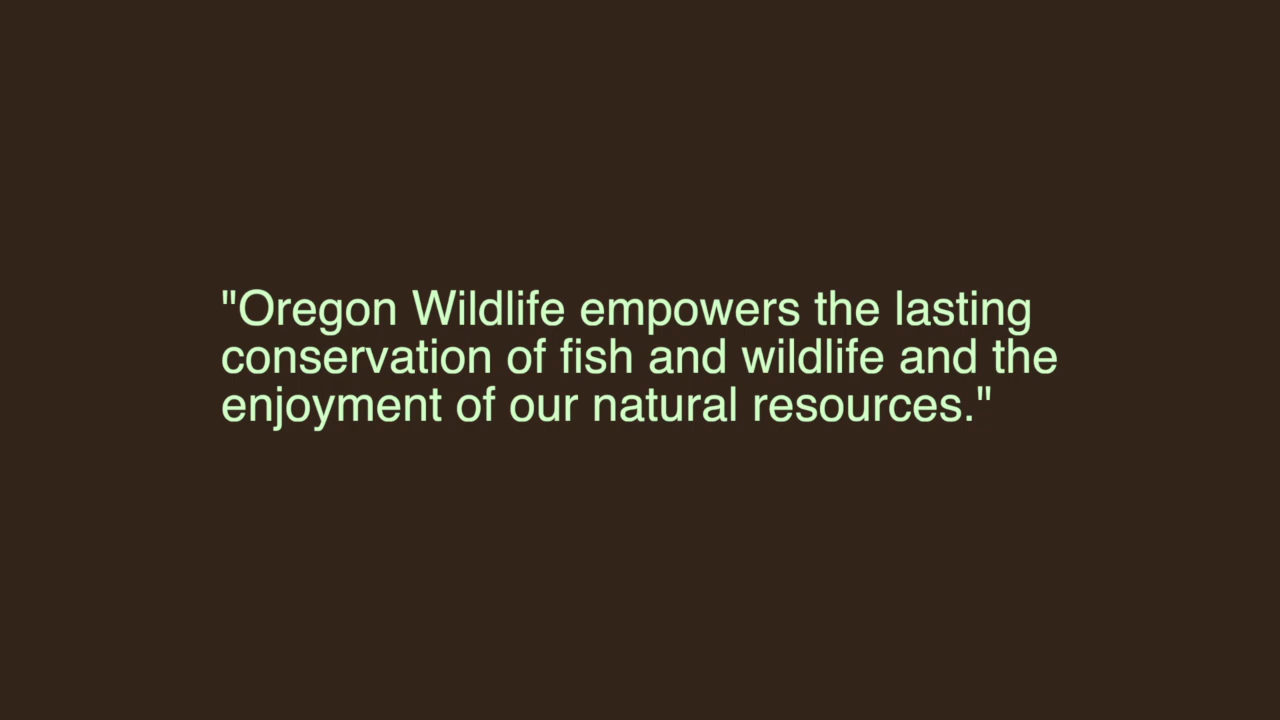 "Oregon Wildlife empowers the lasting
conservation of fish and wildlife and the
enjoyment of our natural resources."